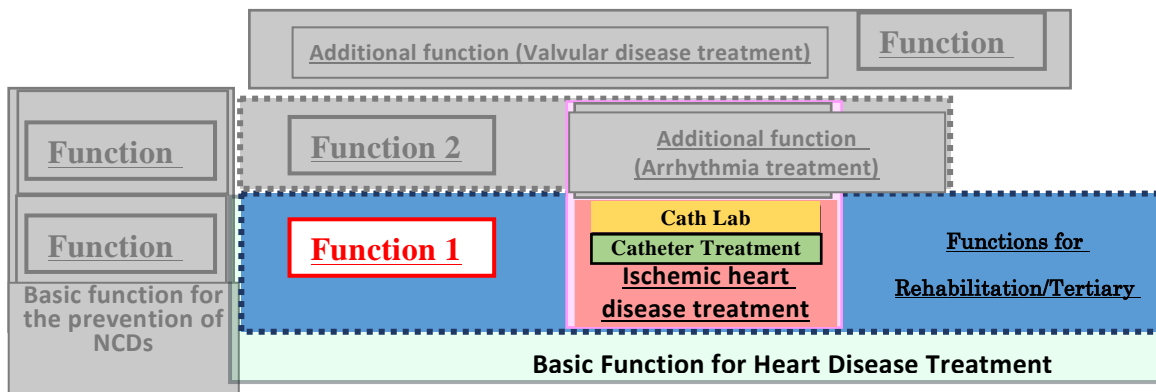 Additional function (Valvular disease treatment)
Function
Function
Function 2
Additional function
(Arrhythmia treatment)
Function
Function 1
Cath Lab
Catheter Treatment
Ischemic heart
disease treatment
Functions for
Rehabilitation/Tertiary
Basic function for
the prevention of
NCDs
Basic Function for Heart Disease Treatment